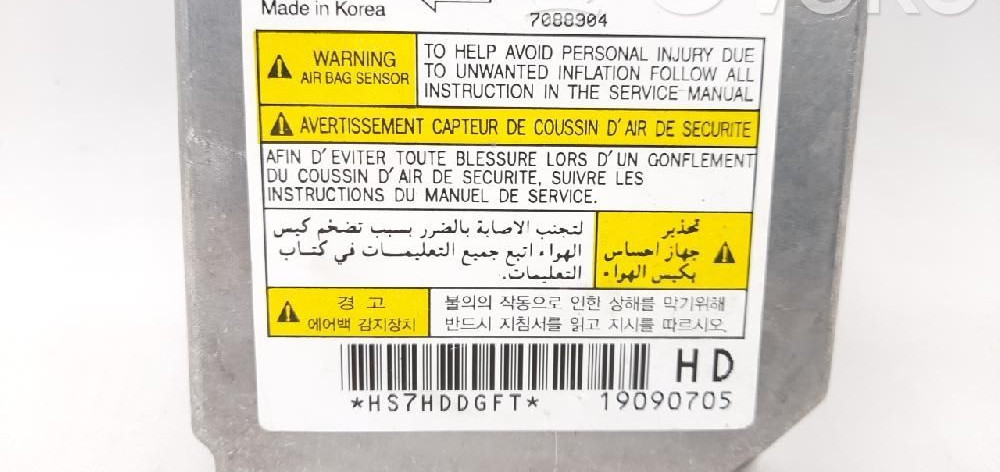 Made in Korea
7088904
WARNING
AIR BAG SENSOR
TO HELP AVOID PERSONAL INJURY DUE
TO UNWANTED INFLATION FOLLOW ALL
INSTRUCTION IN THE SERVICE MANUAL
AVERTISSEMENT CAPTEUR DE COUSSIN D'AIR DE SECURITE
AFIN D'EVITER TOUTE BLESSURE LORS D'UN GONFLEMENT
DU COUSSIN D'AIR DE SECURITE, SUIVRE LES
INSTRUCTIONS DU MANUEL DE SERVICE.
تحذير
جهاز احساس
بكيس الهواء
لتجنب الاصابة بالضرر بسبب تضخم كيس
الهواء اتبع جميع التعليمات في كتاب
التعليمات.
경고
에어백 감지장치
불의의 작동으로 인한 상해를 막기위해
반드시 지침서를 읽고 지시를 따르시오.
HD
*HS7HDDGFT* 19090705